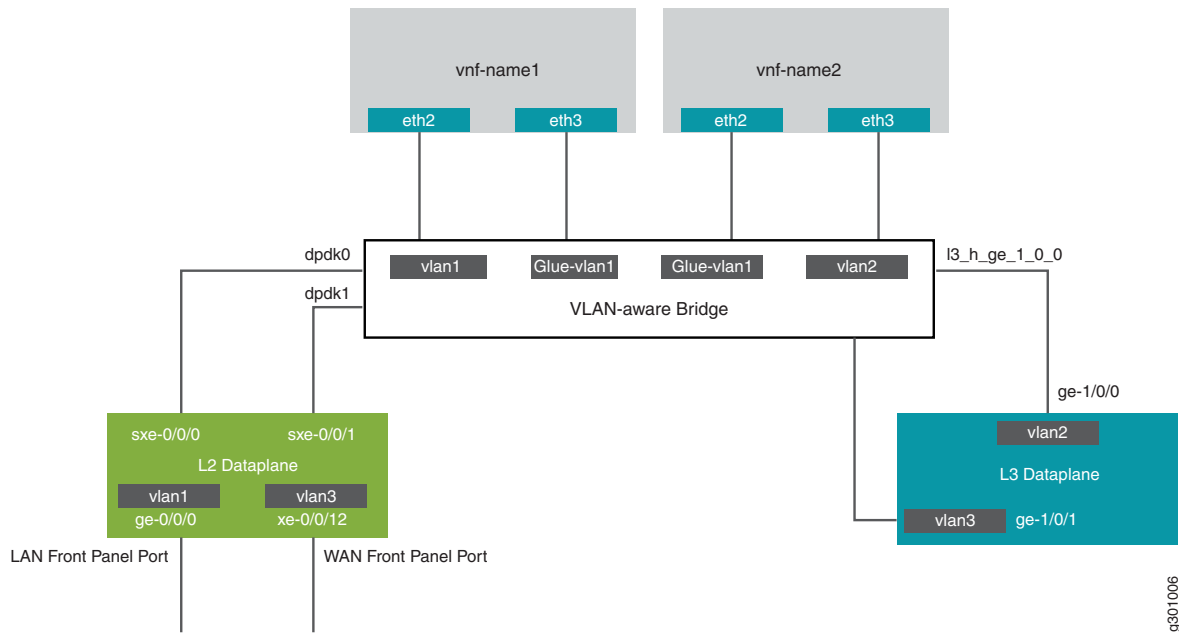 vnf-name1
vnf-name2
eth2
eth3
eth2
eth3
dpdk0
vlan1
Glue-vlan1
Glue-vlan1
vlan2
l3_h_ge_1_0_0
dpdk1
VLAN-aware Bridge
ge-1/0/0
sxe-0/0/0
sxe-0/0/1
vlan2
L2 Dataplane
L3 Dataplane
vlan1
vlan3
ge-0/0/0
xe-0/0/12
vlan3
ge-1/0/1
LAN Front Panel Port
WAN Front Panel Port
g301006